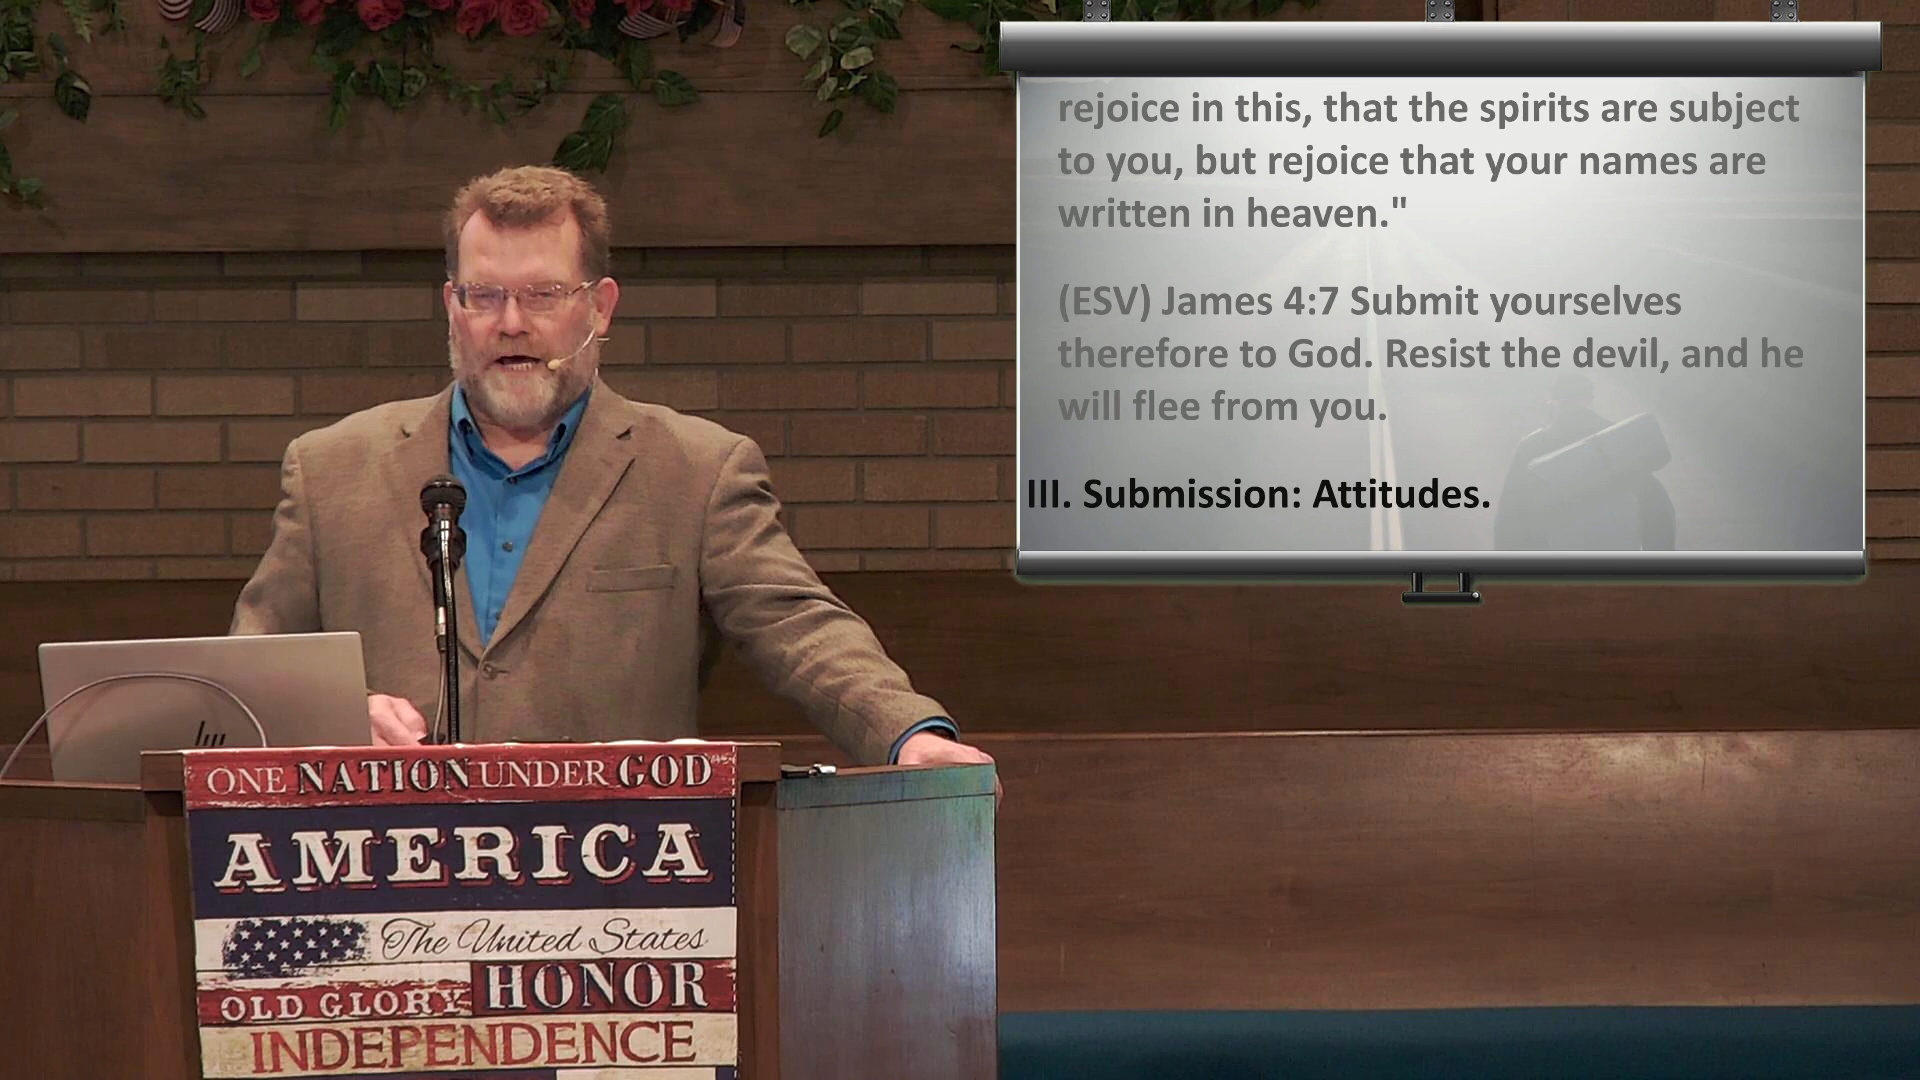 rejoice in this, that the spirits are subject
to you, but rejoice that your names are
written in heaven."
(ESV) James 4:7 Submit yourselves
therefore to God. Resist the devil, and he
will flee from you.
III. Submission: Attitudes.
hp
ONE NATION UNDER GOD
AMERICA
The United States
OLD GLORY HONOR
INDEPENDENCE